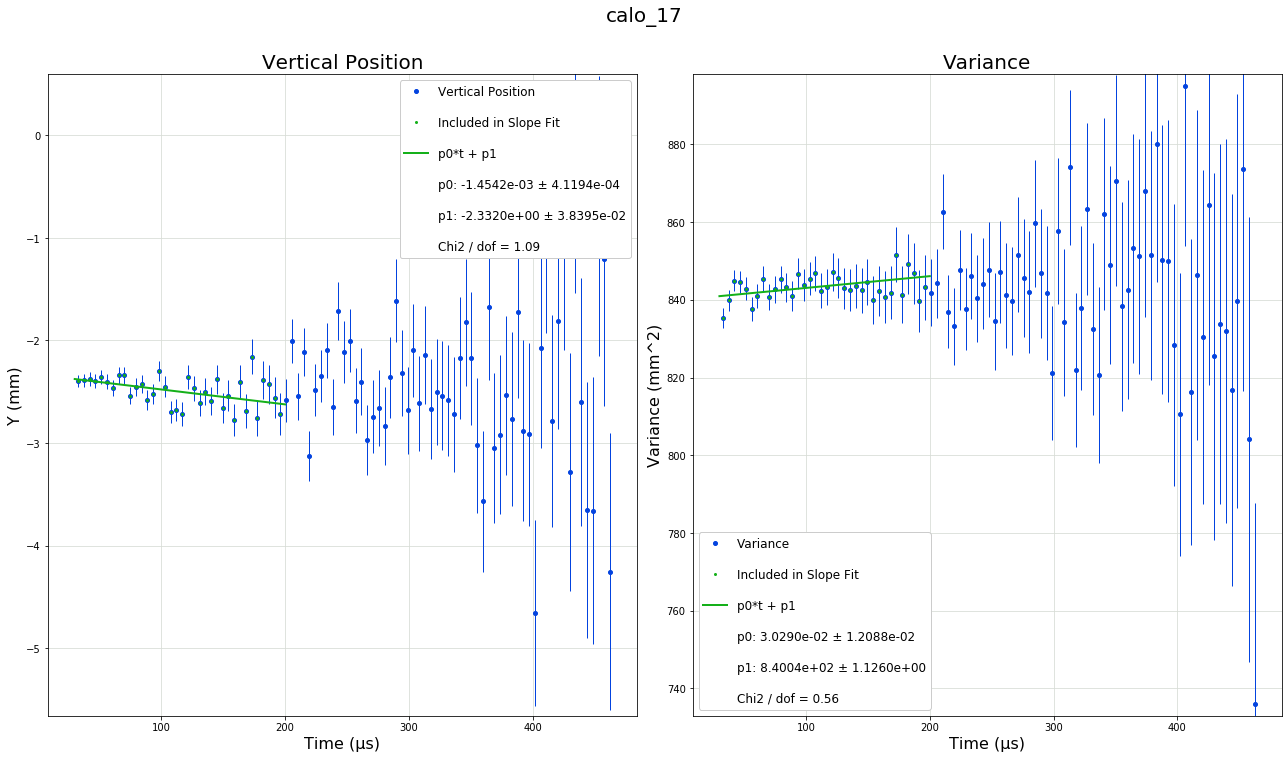 calo_17
Vertical Position
Vertical Position
Included in Slope Fit
p0*t + p1
p0: -1.4542e-03 ± 4.1194e-04
p1: -2.3320e+00 ± 3.8395e-02
Chi2 / dof = 1.09
0
−1
−2
−3
−4
−5
Y (mm)
100
200
300
400
Time (µs)
Variance
880
860
840
820
800
780
760
740
Variance (mm^2)
Variance
Included in Slope Fit
p0*t + p1
p0: 3.0290e-02 ± 1.2088e-02
p1: 8.4004e+02 ± 1.1260e+00
Chi2 / dof = 0.56
100
200
300
400
Time (µs)